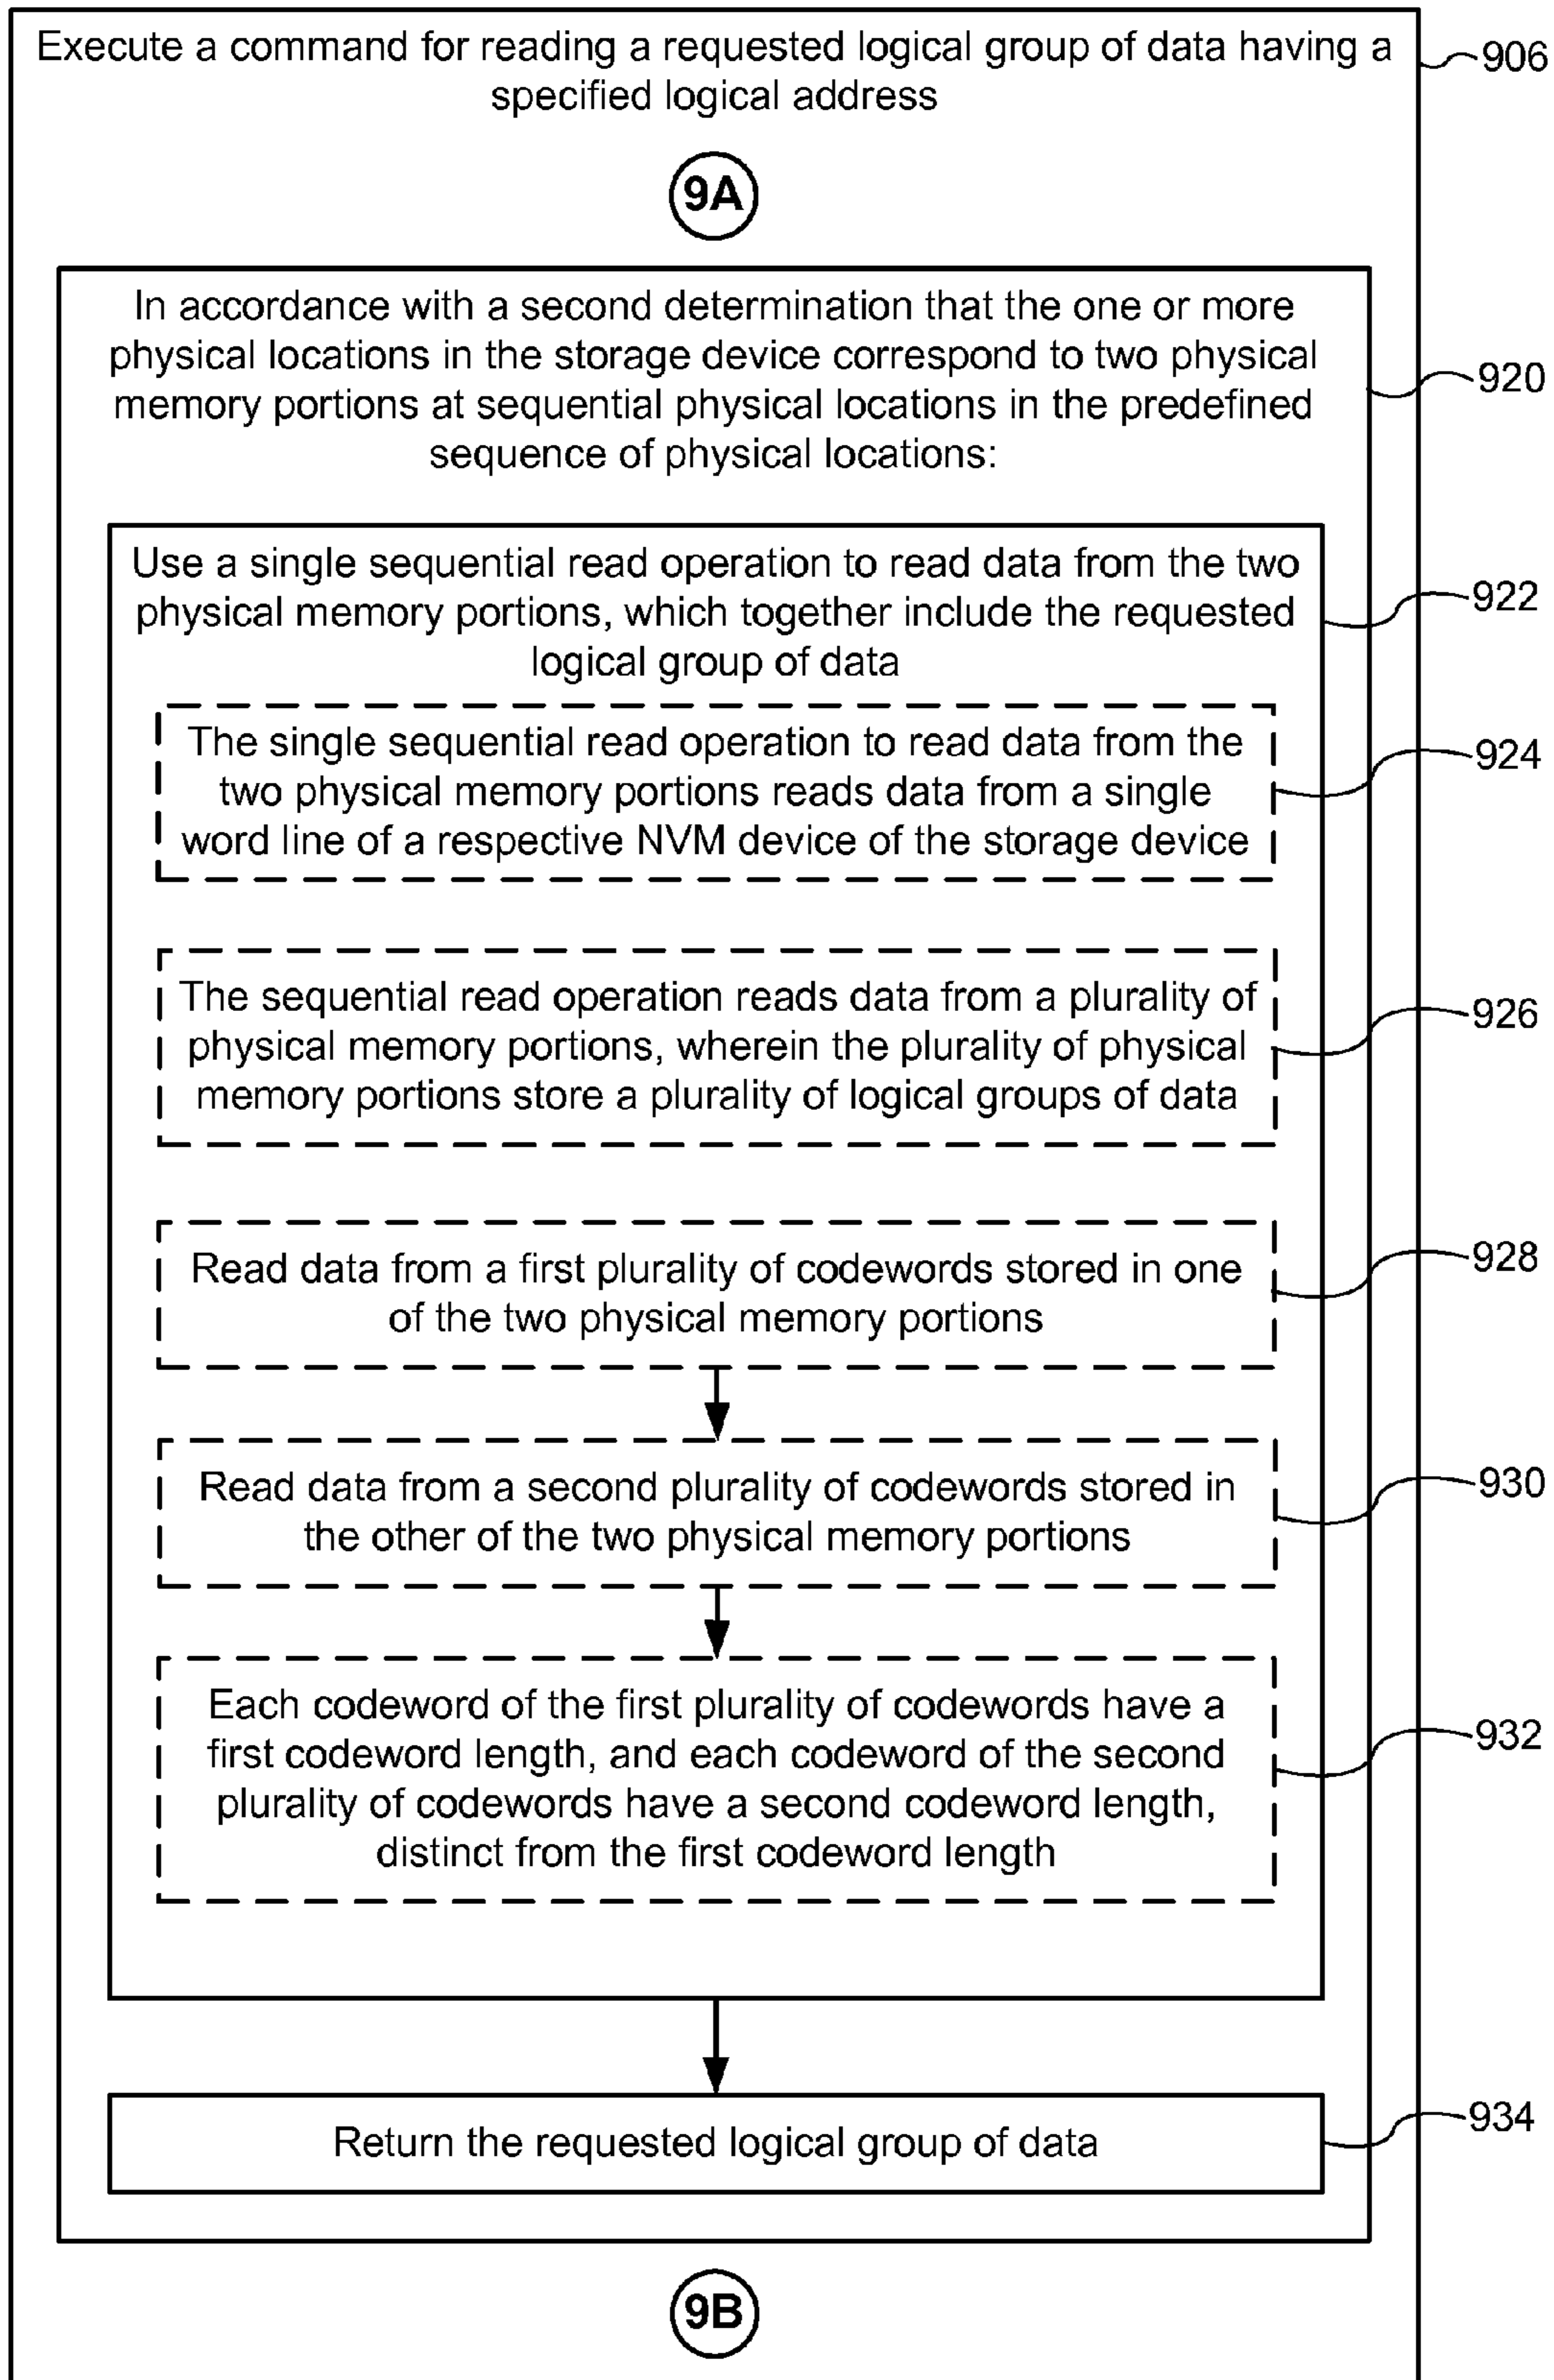 Execute a command for reading a requested logical group of data having a
specified logical address
906
9A
In accordance with a second determination that the one or more
physical locations in the storage device correspond to two physical
memory portions at sequential physical locations in the predefined
sequence of physical locations:
920
Use a single sequential read operation to read data from the two
physical memory portions, which together include the requested
logical group of data
922
The single sequential read operation to read data from the
two physical memory portions reads data from a single
word line of a respective NVM device of the storage device
924
The sequential read operation reads data from a plurality of
physical memory portions, wherein the plurality of physical
memory portions store a plurality of logical groups of data
926
Read data from a first plurality of codewords stored in one
of the two physical memory portions
928
Read data from a second plurality of codewords stored in
the other of the two physical memory portions
930
Each codeword of the first plurality of codewords have a
first codeword length, and each codeword of the second
plurality of codewords have a second codeword length,
distinct from the first codeword length
932
Return the requested logical group of data
934
9B